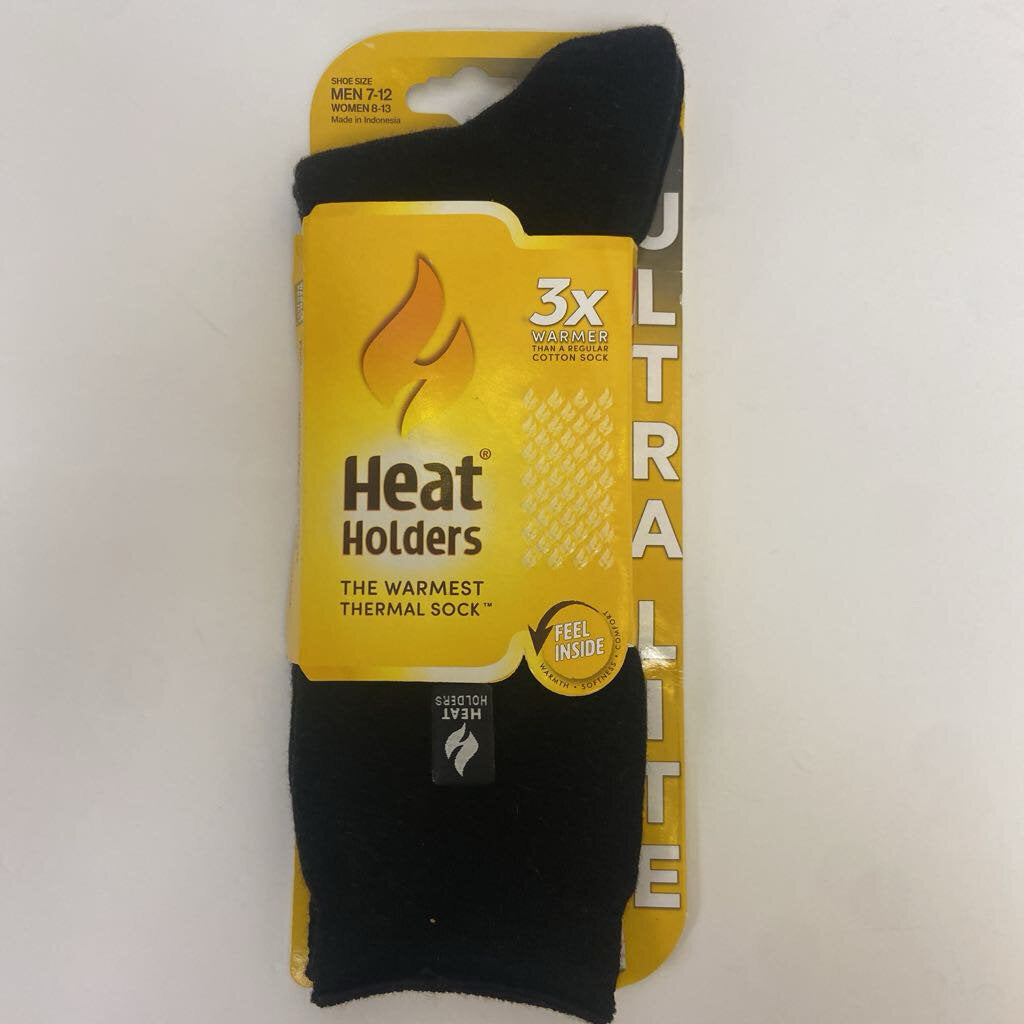 SHOE SIZE
MEN 7-12
WOMEN 8-13
Made in Indonesia
3x
WARMER
THAN A REGULAR
COTTON SOCK
Heat®
Holders
THE WARMEST
THERMAL SOCK™
FEEL
INSIDE
WARMTH • SOFTNESS • COMFORT
HEAT
HOLDERS
ULTRA LITE